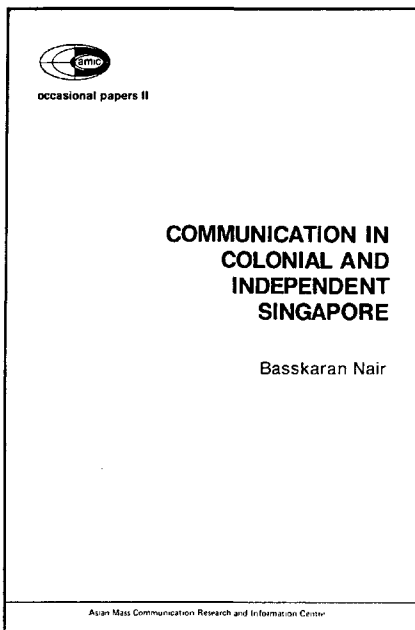 amic
occasional papers II
COMMUNICATION IN
COLONIAL AND
INDEPENDENT
SINGAPORE
Basskaran Nair
Asian Mass Communication Research and Information Centre